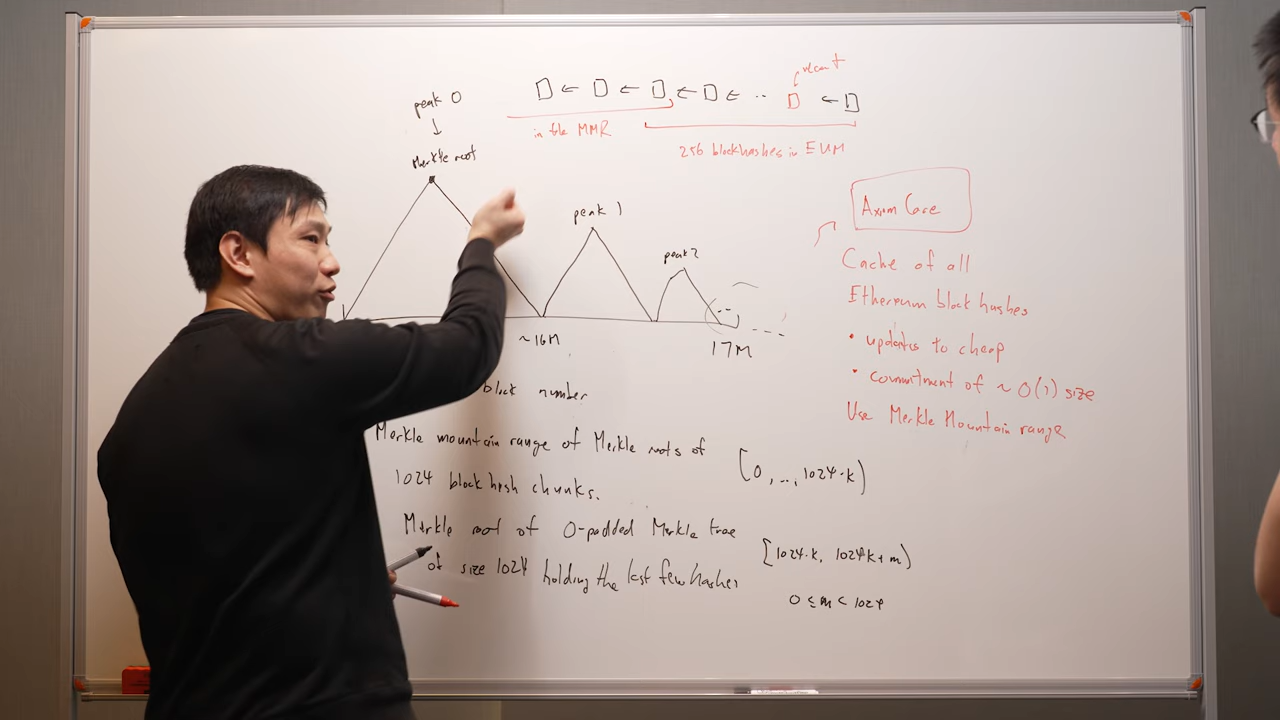 recent
peak 0
in the MMR
256 blockhashes in EVM
Merkle root
peak 1
peak 2
~16M
17M
block number
Merkle mountain range of Merkle roots of
1024 blockhash chunks.
[0, .., 1024·k)
Merkle root of 0-padded Merkle tree
of size 1024 holding the last few hashes
[1024·k, 1024k+m)
0 ≤ m < 1024
Axiom Core
Cache of all
Ethereum block hashes
• updates to cheap
• commitment of ~ O(1) size
Use Merkle Mountain range